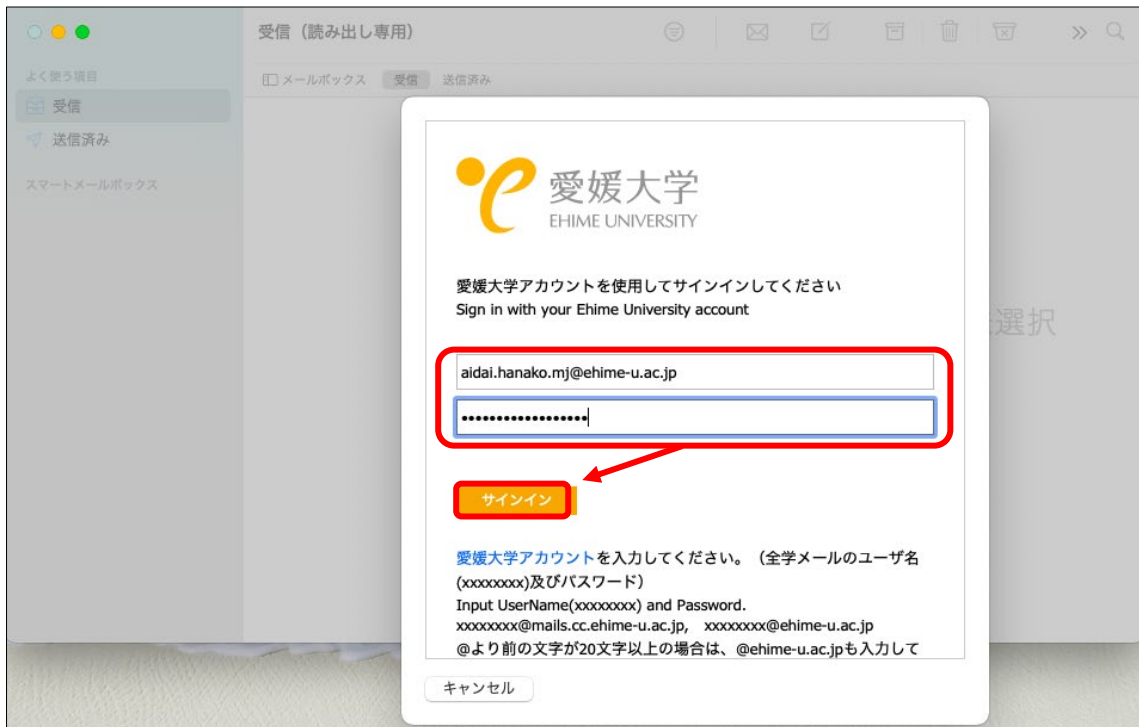 受信（読み出し専用）
よく使う項目
受信
送信済み
スマートメールボックス
メールボックス 受信 送信済み
選択
愛媛大学
EHIME UNIVERSITY
愛媛大学アカウントを使用してサインインしてください
Sign in with your Ehime University account
aidai.hanako.mj@ehime-u.ac.jp
••••••••••••••••••
サインイン
愛媛大学アカウントを入力してください。（全学メールのユーザ名
(xxxxxxxx)及びパスワード）
Input UserName(xxxxxxxx) and Password.
xxxxxxxx@mails.cc.ehime-u.ac.jp, xxxxxxxx@ehime-u.ac.jp
@より前の文字が20文字以上の場合は、@ehime-u.ac.jpも入力して
キャンセル